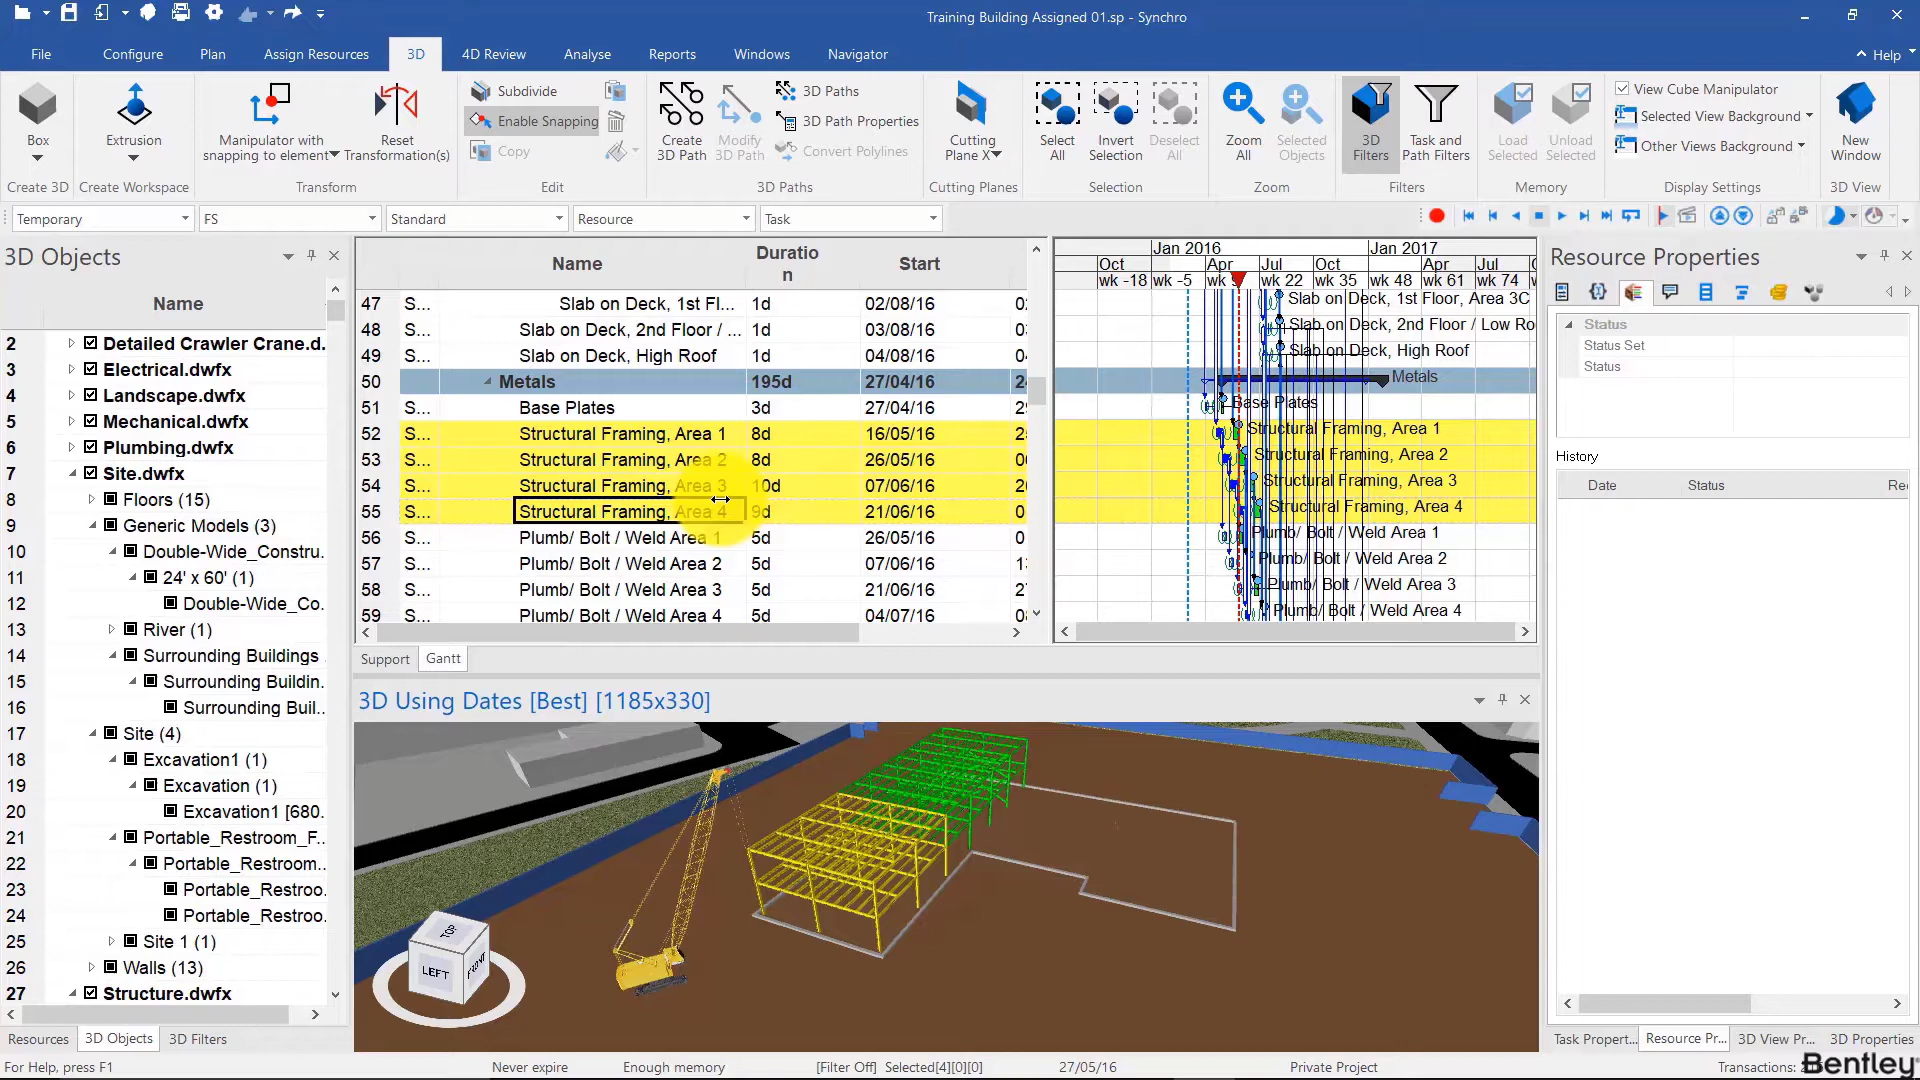 Training Building Assigned 01.sp - Synchro
File Configure Plan Assign Resources 3D 4D Review Analyse Reports Windows Navigator Help
Box
Create 3D
Extrusion
Create Workspace
Manipulator with snapping to element
Reset Transformation(s)
Transform
Subdivide
Enable Snapping
Copy
Edit
Create 3D Path
Modify 3D Path
3D Paths
3D Path Properties
Convert Polylines
3D Paths
Cutting Plane X
Cutting Planes
Select All
Invert Selection
Deselect All
Selection
Zoom All
Selected Objects
Zoom
3D Filters
Task and Path Filters
Filters
Load Selected
Unload Selected
Memory
View Cube Manipulator
Selected View Background
Other Views Background
Display Settings
New Window
3D View
Temporary FS Standard Resource Task
3D Objects
Name
2 Detailed Crawler Crane.d.
3 Electrical.dwfx
4 Landscape.dwfx
5 Mechanical.dwfx
6 Plumbing.dwfx
7 Site.dwfx
8 Floors (15)
9 Generic Models (3)
10 Double-Wide_Constru.
11 24' x 60' (1)
12 Double-Wide_Co.
13 River (1)
14 Surrounding Buildings
15 Surrounding Buildin.
16 Surrounding Buil..
17 Site (4)
18 Excavation1 (1)
19 Excavation (1)
20 Excavation1 [680.
21 Portable_Restroom_F..
22 Portable_Restroom..
23 Portable_Restroo..
24 Portable_Restroo..
25 Site 1 (1)
26 Walls (13)
27 Structure.dwfx
Resources 3D Objects 3D Filters
Name Duration Start
47 S... Slab on Deck, 1st Fl... 1d 02/08/16
48 S... Slab on Deck, 2nd Floor / ... 1d 03/08/16
49 S... Slab on Deck, High Roof 1d 04/08/16
50 Metals 195d 27/04/16
51 S... Base Plates 3d 27/04/16
52 S... Structural Framing, Area 1 8d 16/05/16
53 S... Structural Framing, Area 2 8d 26/05/16
54 S... Structural Framing, Area 3 10d 07/06/16
55 S... Structural Framing, Area 4 9d 21/06/16
56 S... Plumb/ Bolt / Weld Area 1 5d 26/05/16
57 S... Plumb/ Bolt / Weld Area 2 5d 07/06/16
58 S... Plumb/ Bolt / Weld Area 3 5d 21/06/16
59 S... Plumb/ Bolt / Weld Area 4 5d 04/07/16
Support Gantt
Jan 2016 Jan 2017
Oct Apr Jul Oct Apr Jul
wk -18 wk -5 wk wk 22 wk 35 wk 48 wk 61 wk 74 wk
Slab on Deck, 1st Floor, Area 3C
Slab on Deck, 2nd Floor / Low Ro
Slab on Deck, High Roof
Metals
Base Plates
Structural Framing, Area 1
Structural Framing, Area 2
Structural Framing, Area 3
Structural Framing, Area 4
Plumb/ Bolt / Weld Area 1
Plumb/ Bolt / Weld Area 2
Plumb/ Bolt / Weld Area 3
Plumb/ Bolt / Weld Area 4
3D Using Dates [Best] [1185x330]
TOP
LEFT FRONT
Resource Properties
Status
Status Set
Status
History
Date Status Re
Task Propert... Resource Pr... 3D View Pr... 3D Properties
For Help, press F1 Never expire Enough memory [Filter Off] Selected[4][0][0] 27/05/16 Private Project Transactions:
Bentley